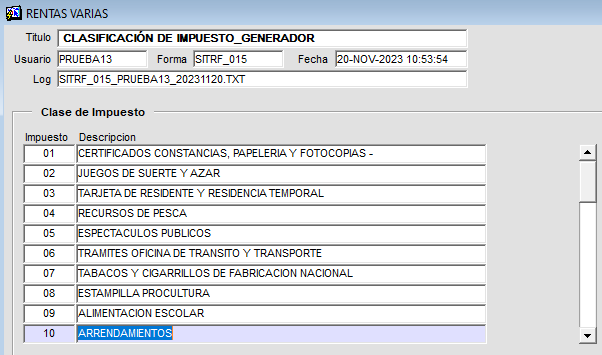 RENTAS VARIAS
Titulo CLASIFICACIÓN DE IMPUESTO_GENERADOR
Usuario PRUEBA13 Forma SITRF_015 Fecha 20-NOV-2023 10:53:54
Log SITRF_015_PRUEBA13_20231120.TXT
Clase de Impuesto
Impuesto Descripcion
01 CERTIFICADOS CONSTANCIAS, PAPELERIA Y FOTOCOPIAS -
02 JUEGOS DE SUERTE Y AZAR
03 TARJETA DE RESIDENTE Y RESIDENCIA TEMPORAL
04 RECURSOS DE PESCA
05 ESPECTACULOS PUBLICOS
06 TRAMITES OFICINA DE TRANSITO Y TRANSPORTE
07 TABACOS Y CIGARRILLOS DE FABRICACION NACIONAL
08 ESTAMPILLA PROCULTURA
09 ALIMENTACION ESCOLAR
10 ARRENDAMIENTOS